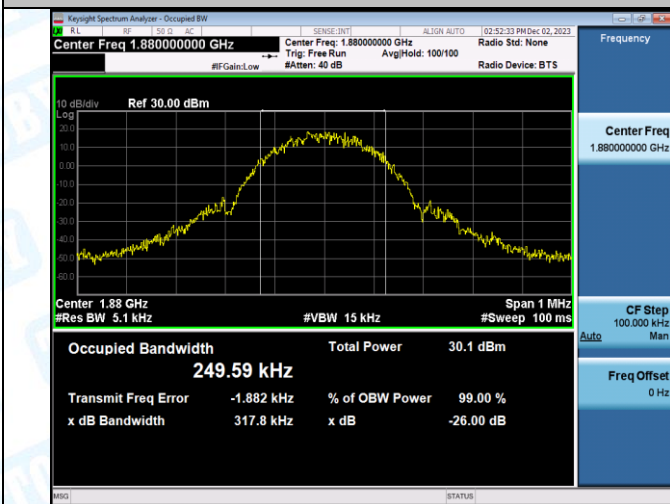 Keysight Spectrum Analyzer - Occupied BW
RL RF 50 Ω AC SENSE:INT ALIGN AUTO 02:52:33 PM Dec 02, 2023
Center Freq 1.880000000 GHz
Center Freq: 1.880000000 GHz
Radio Std: None
Trig: Free Run Avg|Hold: 100/100
#IFGain:Low #Atten: 40 dB Radio Device: BTS
10 dB/div Ref 30.00 dBm
Log
20.0
10.0
0.00
-10.0
-20.0
-30.0
-40.0
-50.0
-60.0
Center 1.88 GHz Span 1 MHz
#Res BW 5.1 kHz #VBW 15 kHz #Sweep 100 ms
Occupied Bandwidth Total Power 30.1 dBm
249.59 kHz
Transmit Freq Error -1.882 kHz % of OBW Power 99.00 %
x dB Bandwidth 317.8 kHz x dB -26.00 dB
MSG STATUS
Frequency
Center Freq
1.880000000 GHz
CF Step
100.000 kHz
Auto Man
Freq Offset
0 Hz